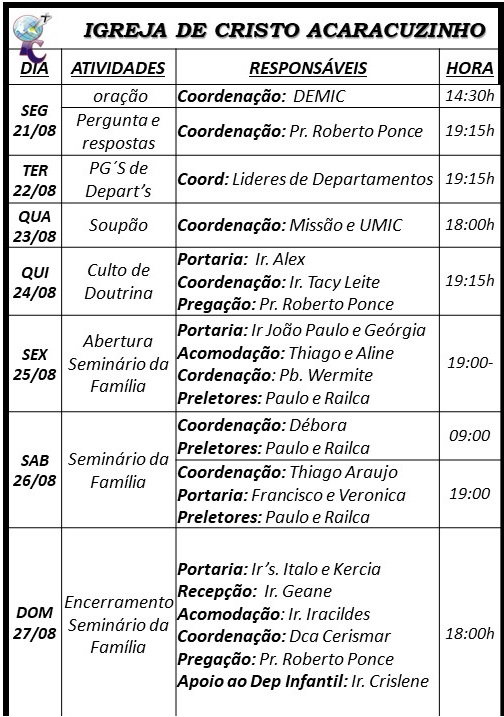 IGREJA DE CRISTO ACARACUZINHO
DIA ATIVIDADES RESPONSÁVEIS HORA
SEG
21/08
oração
Coordenação: DEMIC
14:30h
Pergunta e
respostas
Coordenação: Pr. Roberto Ponce
19:15h
TER
22/08
PG´S de
Depart’s
Coord: Lideres de Departamentos
19:15h
QUA
23/08
Soupão
Coordenação: Missão e UMIC
18:00h
QUI
24/08
Culto de
Doutrina
Portaria: Ir. Alex
Coordenação: Ir. Tacy Leite
Pregação: Pr. Roberto Ponce
19:15h
SEX
25/08
Abertura
Seminário da
Família
Portaria: Ir João Paulo e Geórgia
Acomodação: Thiago e Aline
Cordenação: Pb. Wermite
Preletores: Paulo e Railca
19:00-
SAB
26/08
Seminário da
Família
Coordenação: Débora
Preletores: Paulo e Railca
09:00
Coordenação: Thiago Araujo
Portaria: Francisco e Veronica
Preletores: Paulo e Railca
19:00
DOM
27/08
Encerramento
Seminário da
Família
Portaria: Ir’s. Italo e Kercia
Recepção: Ir. Geane
Acomodação: Ir. Iracildes
Coordenação: Dca Cerismar
Pregação: Pr. Roberto Ponce
Apoio ao Dep Infantil: Ir. Crislene
18:00h